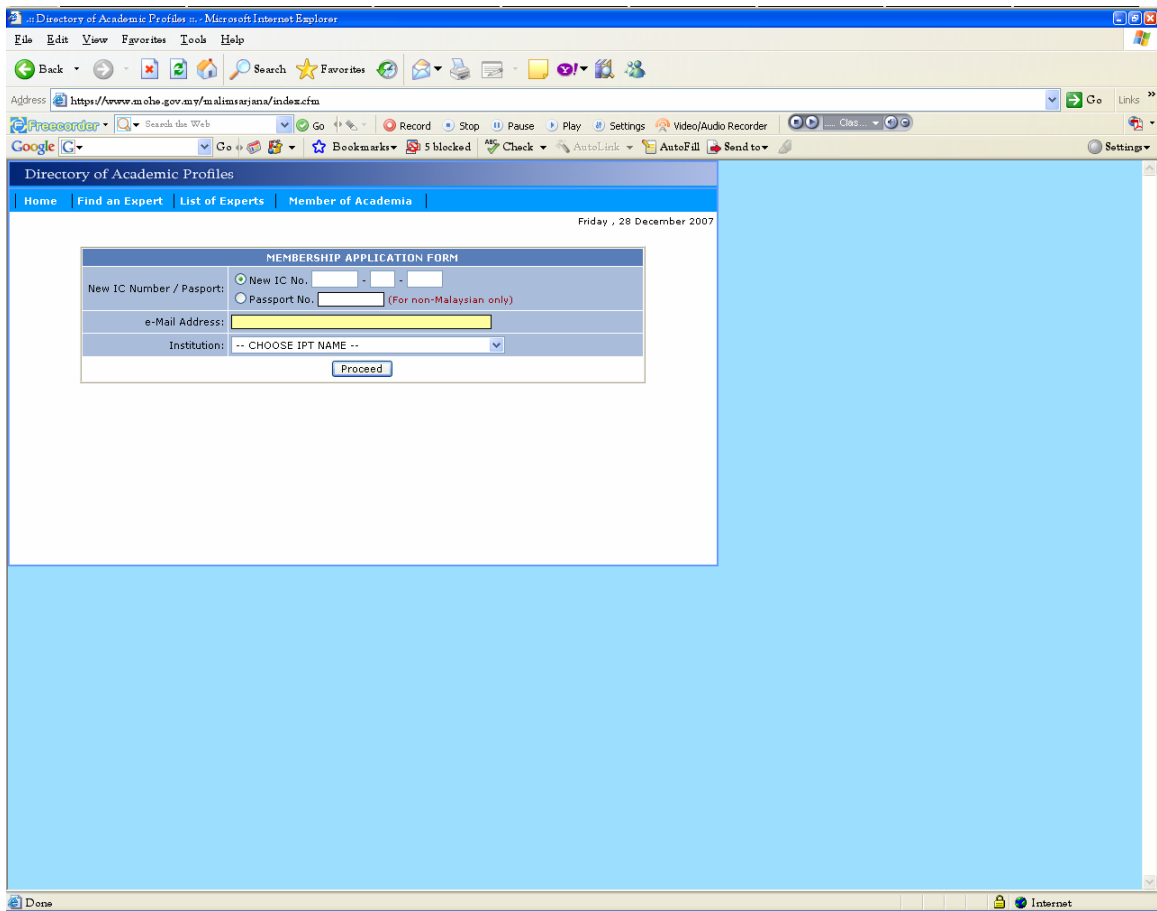 .:: Directory of Academic Profiles ::. - Microsoft Internet Explorer
File Edit View Favorites Tools Help
Back Search Favorites
Address https://www.mohe.gov.my/malimsarjana/index.cfm Go Links »
Freecorder Search the Web Go Record Stop Pause Play Settings Video/Audio Recorder .... Clas...
Google G Go Bookmarks 5 blocked ABC Check AutoLink AutoFill Send to Settings
Directory of Academic Profiles
Home Find an Expert List of Experts Member of Academia
Friday , 28 December 2007
MEMBERSHIP APPLICATION FORM
New IC Number / Pasport: New IC No. - -
Passport No. (For non-Malaysian only)
e-Mail Address:
Institution: -- CHOOSE IPT NAME --
Proceed
Done Internet